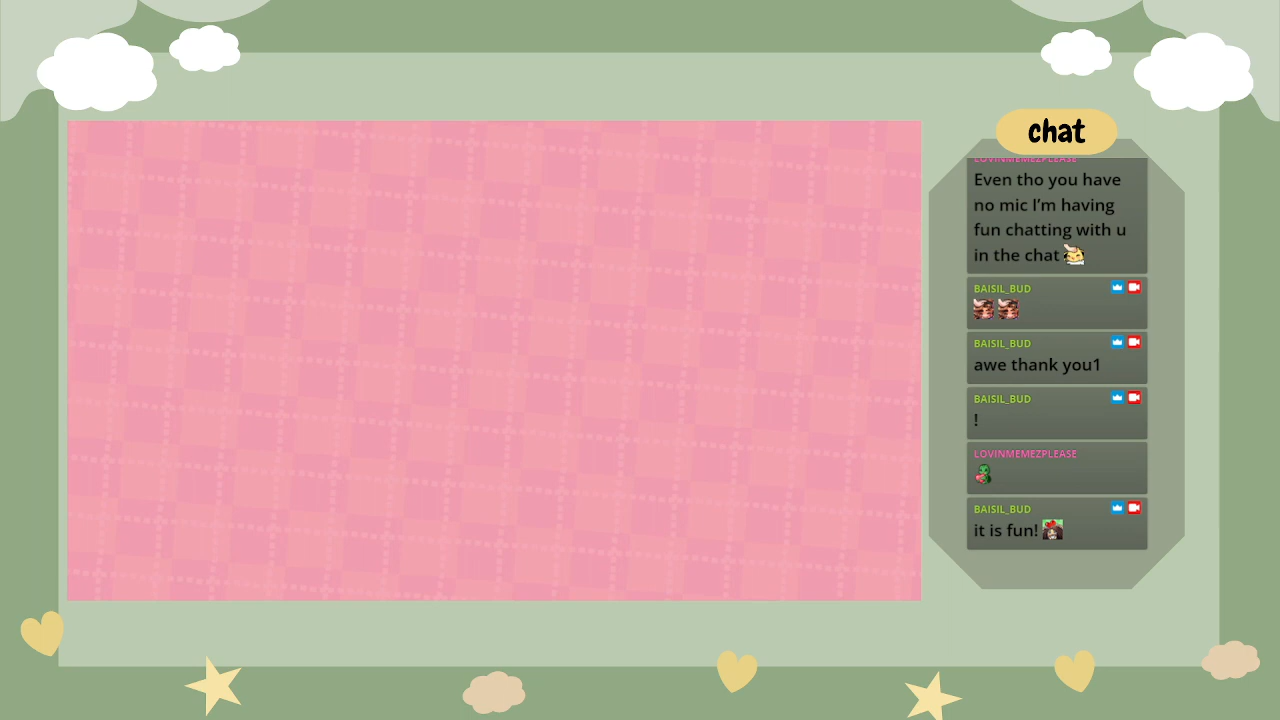 chat
LOVINMEMEZPLEASE
Even tho you have
no mic I'm having
fun chatting with u
in the chat
BAISIL_BUD
BAISIL_BUD
awe thank you1
BAISIL_BUD
!
LOVINMEMEZPLEASE
BAISIL_BUD
it is fun!